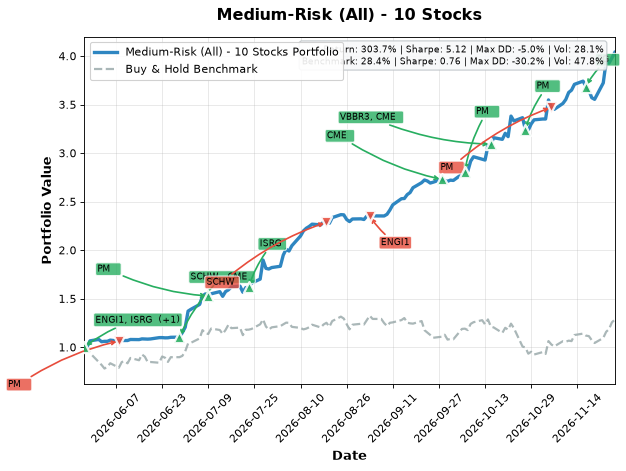 Medium-Risk (All) - 10 Stocks
Medium-Risk (All) - 10 Stocks Portfolio
Buy & Hold Benchmark
rn: 303.7% | Sharpe: 5.12 | Max DD: -5.0% | Vol: 28.1%
Benchmark: 28.4% | Sharpe: 0.76 | Max DD: -30.2% | Vol: 47.8%
Portfolio Value
4.0
3.5
3.0
2.5
2.0
1.5
1.0
PM
PM
VBBR3, CME
CME
PM
ENGI1
ISRG
PM
SCHW, CME
SCHW
ENGI1, ISRG (+1)
PM
2026-06-07
2026-06-23
2026-07-09
2026-07-25
2026-08-10
2026-08-26
2026-09-11
2026-09-27
2026-10-13
2026-10-29
2026-11-14
Date